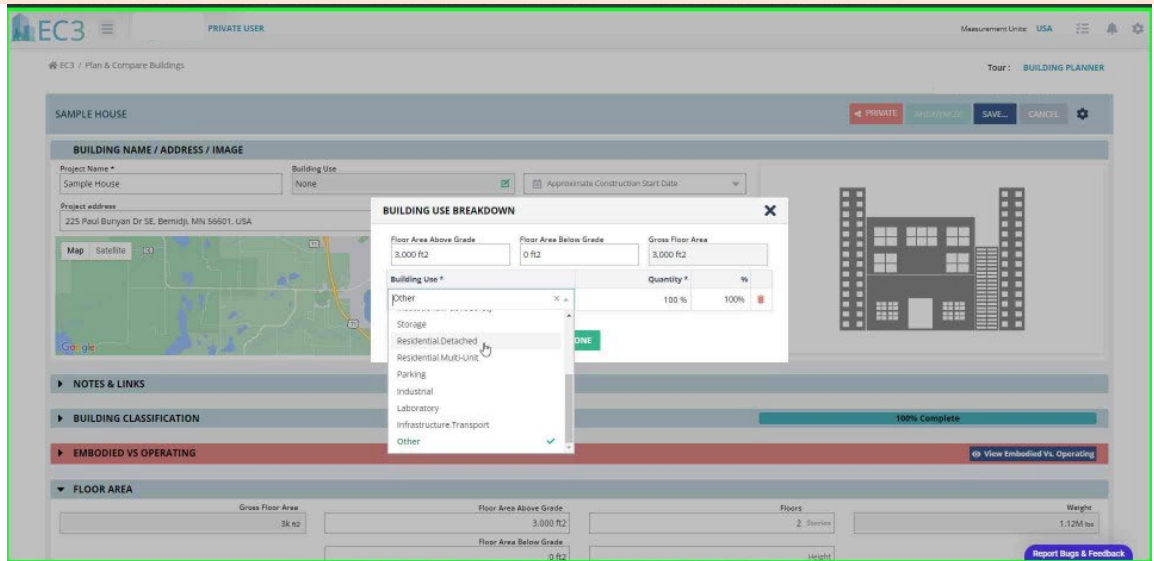 EC3
PRIVATE USER
Measurement Units: USA
EC3 / Plan & Compare Buildings
Tour: BUILDING PLANNER
SAMPLE HOUSE
PRIVATE
SAVE...
CANCEL
BUILDING NAME / ADDRESS / IMAGE
Project Name *
Building Use
Sample House
None
Approximate Construction Start Date
Project address
225 Paul Bunyan Dr SE, Bemidji, MN 56601, USA
Map Satellite
71
Google
BUILDING USE BREAKDOWN
Floor Area Above Grade
Floor Area Below Grade
Gross Floor Area
3,000 ft2
0 ft2
3,000 ft2
Building Use *
Quantity *
%
Other
100 %
100%
Storage
Residential.Detached
Residential.Multi-Unit
Parking
Industrial
Laboratory
Infrastructure.Transport
Other
ONE
NOTES & LINKS
BUILDING CLASSIFICATION
100% Complete
EMBODIED VS OPERATING
View Embodied Vs. Operating
FLOOR AREA
Gross Floor Area
Floor Area Above Grade
Floors
Weight
3k ft2
3,000 ft2
2 Stories
1.12M lbs
Floor Area Below Grade
0 ft2
Height
Report Bugs & Feedback